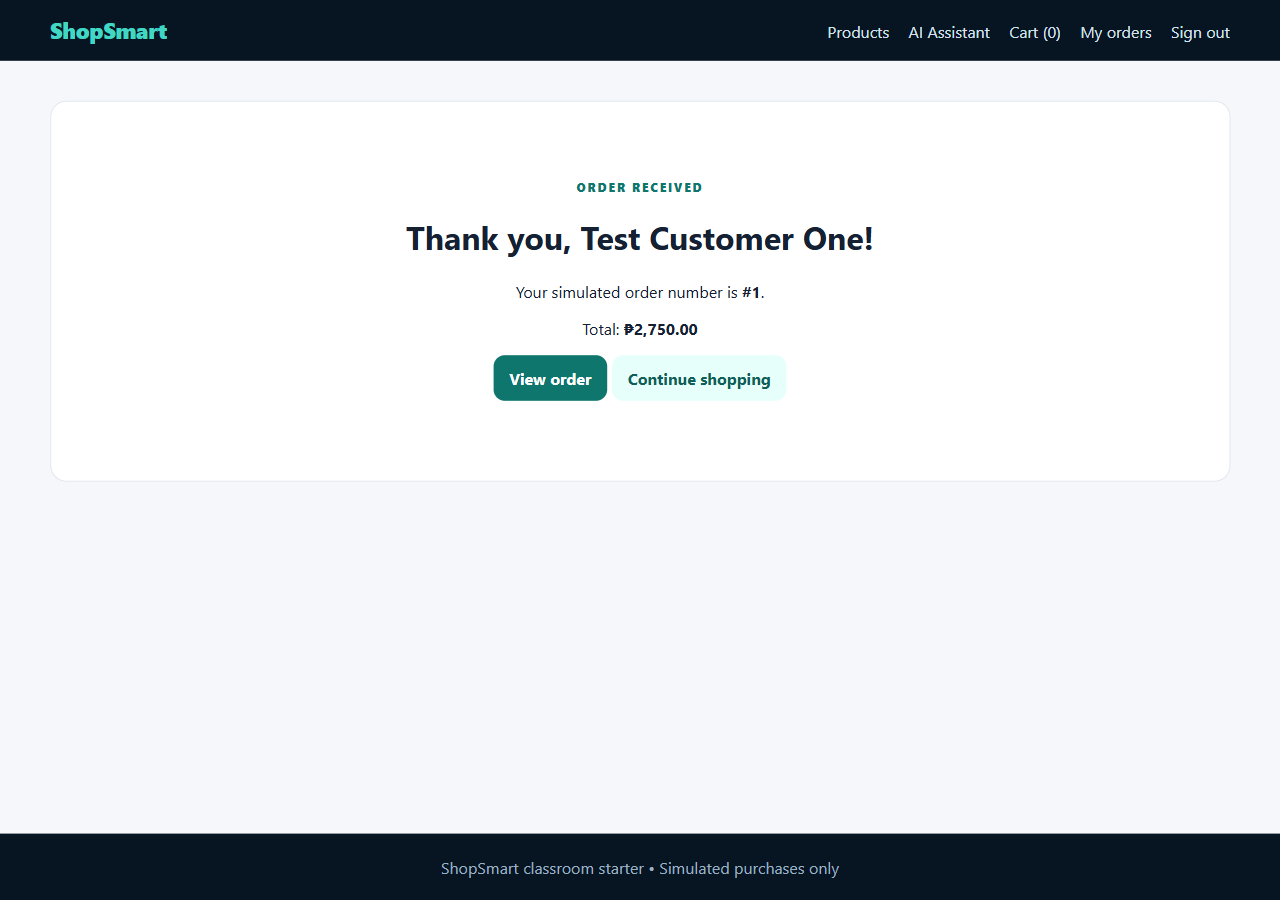 ShopSmart
Products AI Assistant Cart (0) My orders Sign out
ORDER RECEIVED
Thank you, Test Customer One!
Your simulated order number is #1.
Total: ₱2,750.00
View order Continue shopping
ShopSmart classroom starter • Simulated purchases only